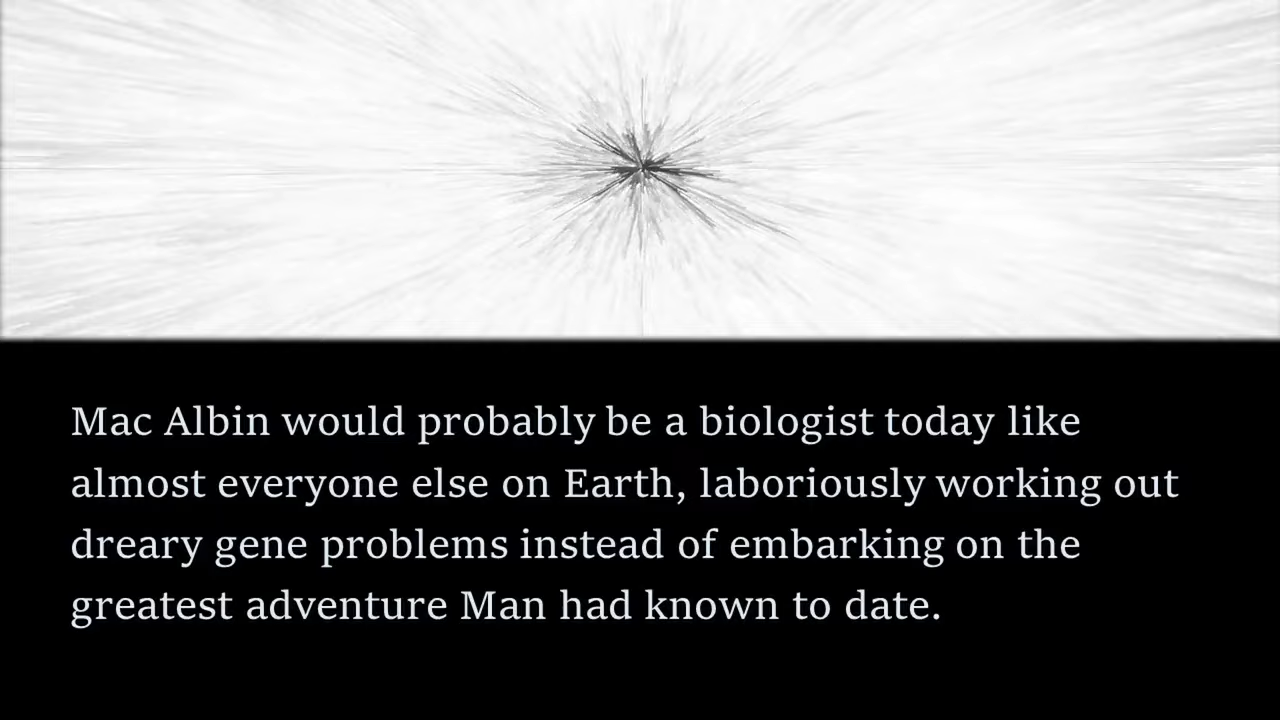 Mac Albin would probably be a biologist today like
almost everyone else on Earth, laboriously working out
dreary gene problems instead of embarking on the
greatest adventure Man had known to date.